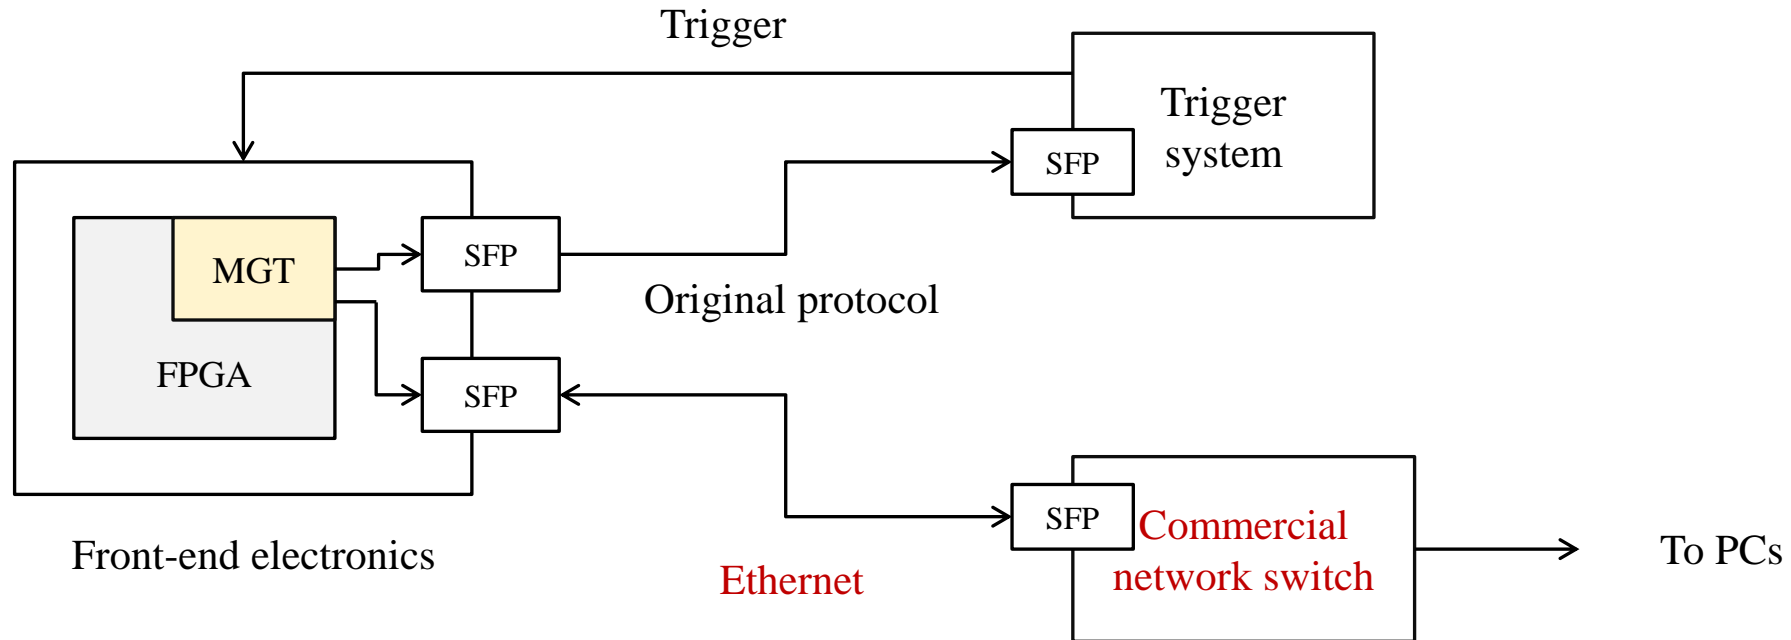 Trigger
Trigger
system
SFP
MGT
SFP
Original protocol
FPGA
SFP
SFP
Commercial
network switch
To PCs
Front-end electronics
Ethernet